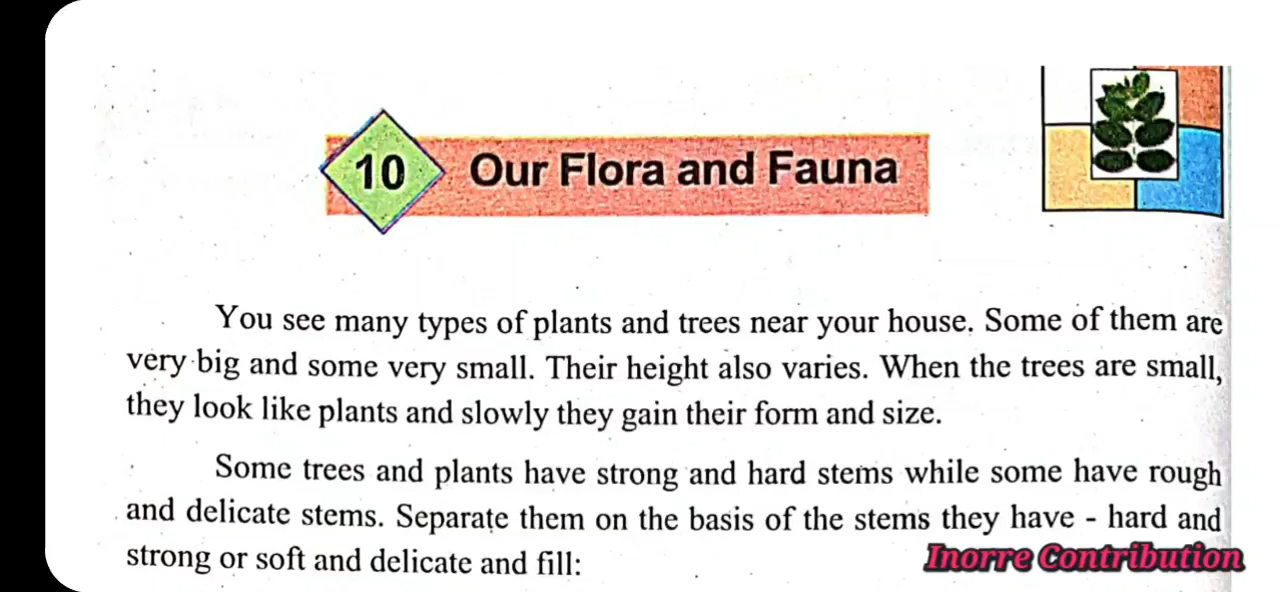 10 Our Flora and Fauna
You see many types of plants and trees near your house. Some of them are
very big and some very small. Their height also varies. When the trees are small,
they look like plants and slowly they gain their form and size.
Some trees and plants have strong and hard stems while some have rough
and delicate stems. Separate them on the basis of the stems they have - hard and
strong or soft and delicate and fill:
Inorre Contribution